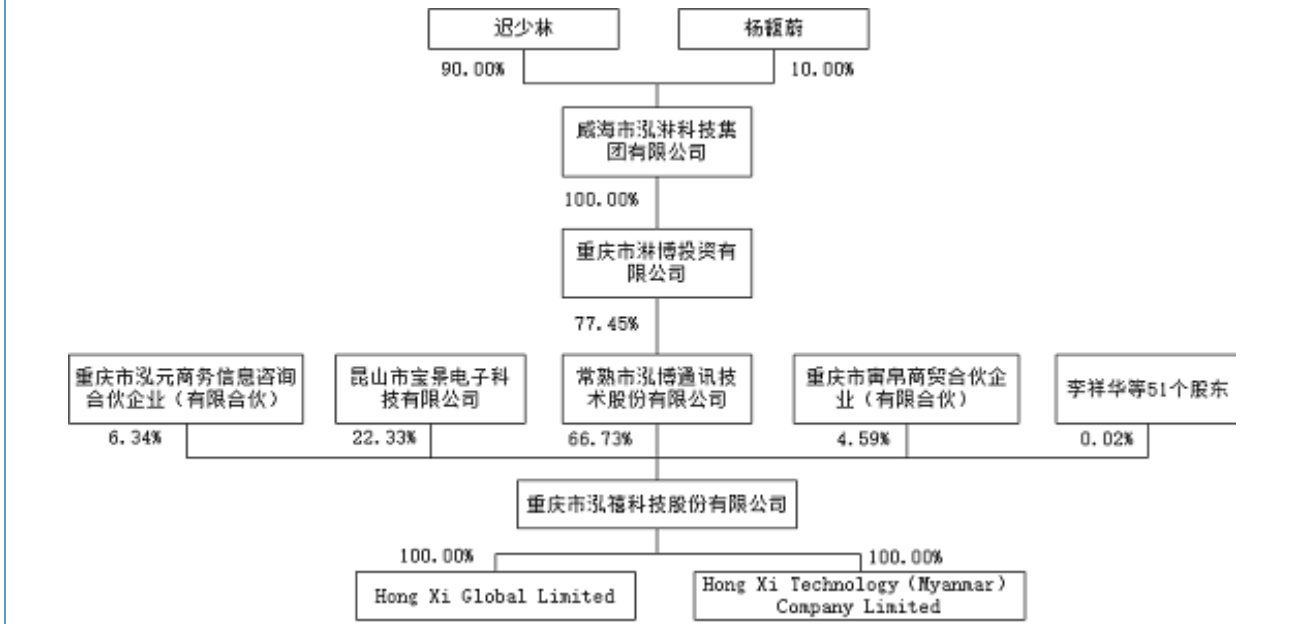 迟少林
杨馥蔚
90.00%
10.00%
威海市泓淋科技集
团有限公司
100.00%
重庆市淋博投资有
限公司
77.45%
重庆市泓元商务信息咨询
合伙企业（有限合伙）
昆山市宝景电子科
技有限公司
常熟市泓博通讯技
术股份有限公司
重庆市寅帛商贸合伙企
业（有限合伙）
李祥华等51个股东
6.34%
22.33%
66.73%
4.59%
0.02%
重庆市泓禧科技股份有限公司
100.00%
100.00%
Hong Xi Global Limited
Hong Xi Technology（Myanmar）
Company Limited